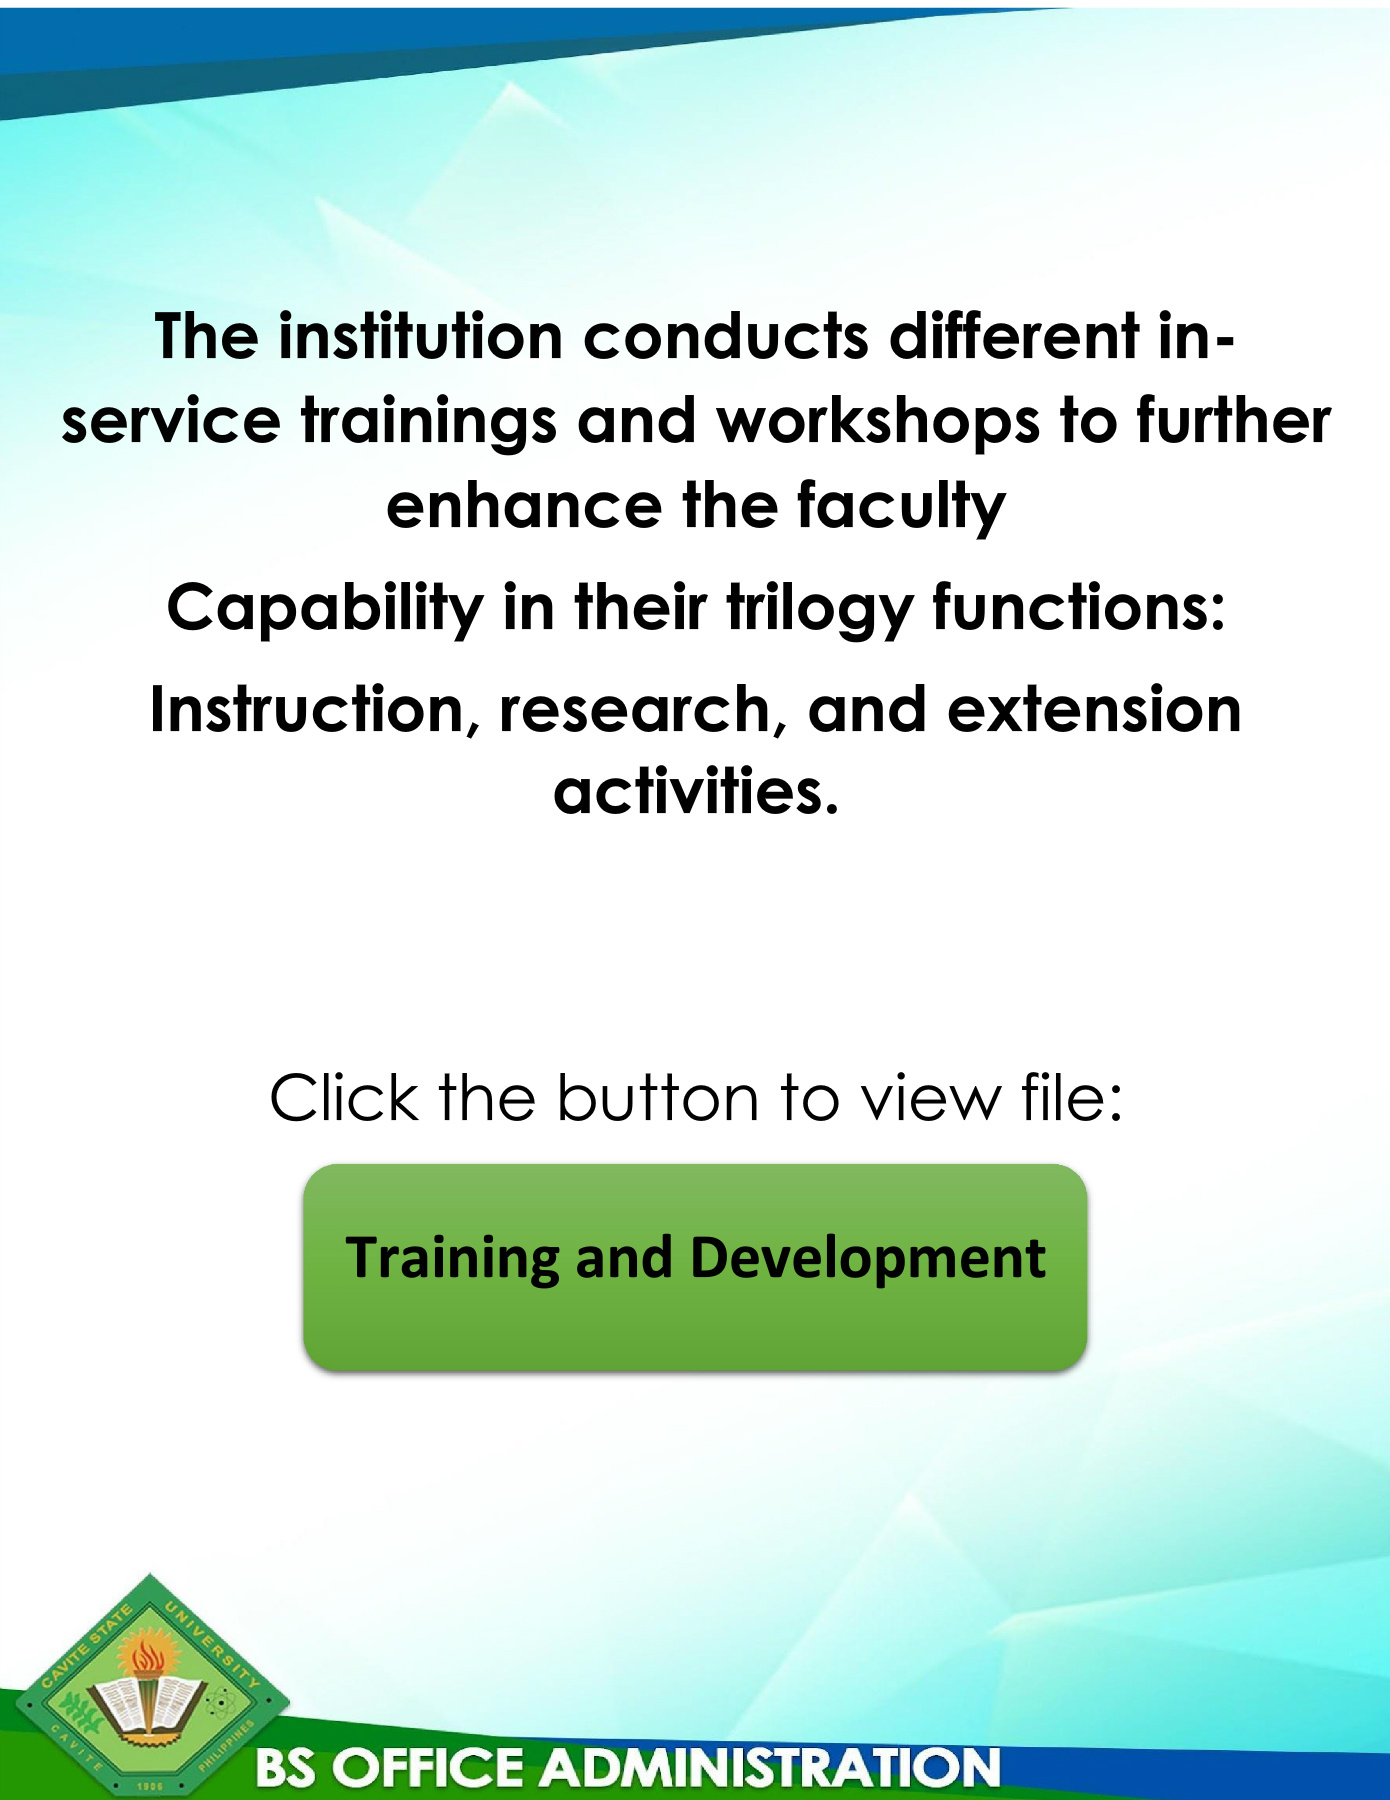 The institution conducts different in-
service trainings and workshops to further
enhance the faculty
Capability in their trilogy functions:
Instruction, research, and extension
activities.
Click the button to view file:
Training and Development
CAVITE STATE UNIVERSITY
CAVITE PHILIPPINES
1906
BS OFFICE ADMINISTRATION